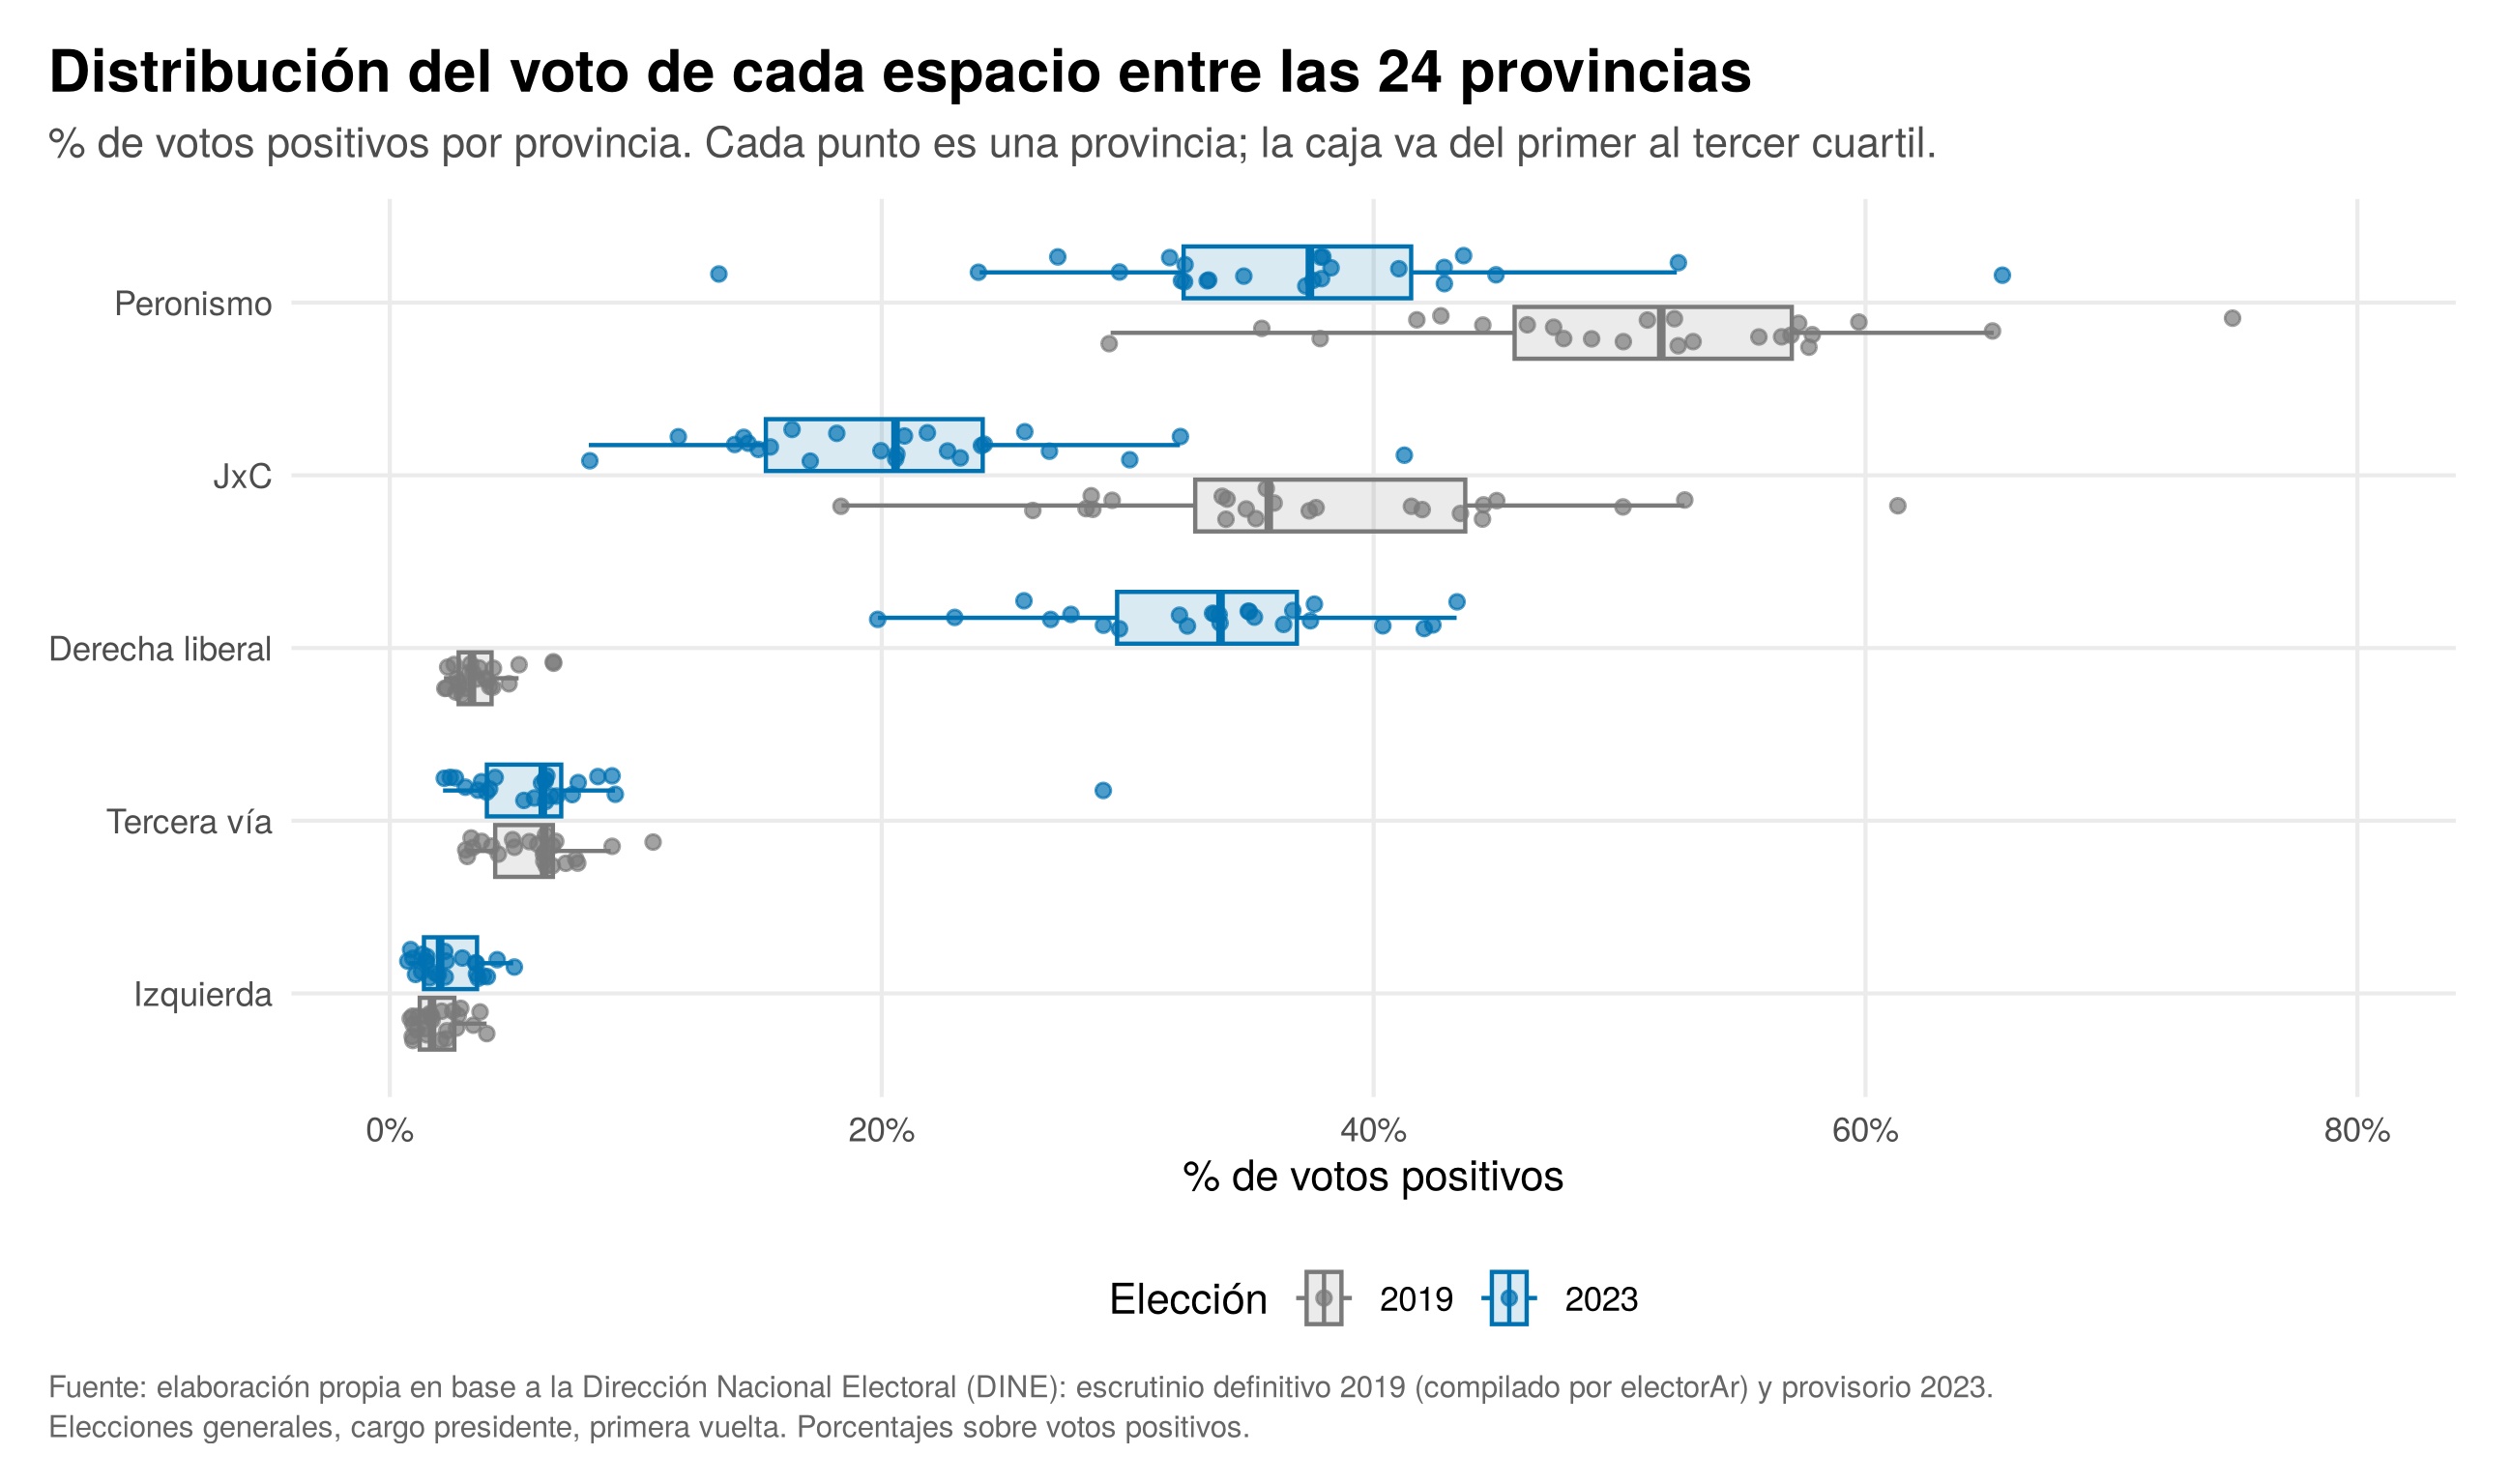 Distribución del voto de cada espacio entre las 24 provincias
% de votos positivos por provincia. Cada punto es una provincia; la caja va del primer al tercer cuartil.
Peronismo
JxC
Derecha liberal
Tercera vía
Izquierda
0% 20% 40% 60% 80%
% de votos positivos
Elección 2019 2023
Fuente: elaboración propia en base a la Dirección Nacional Electoral (DINE): escrutinio definitivo 2019 (compilado por electorAr) y provisorio 2023.
Elecciones generales, cargo presidente, primera vuelta. Porcentajes sobre votos positivos.